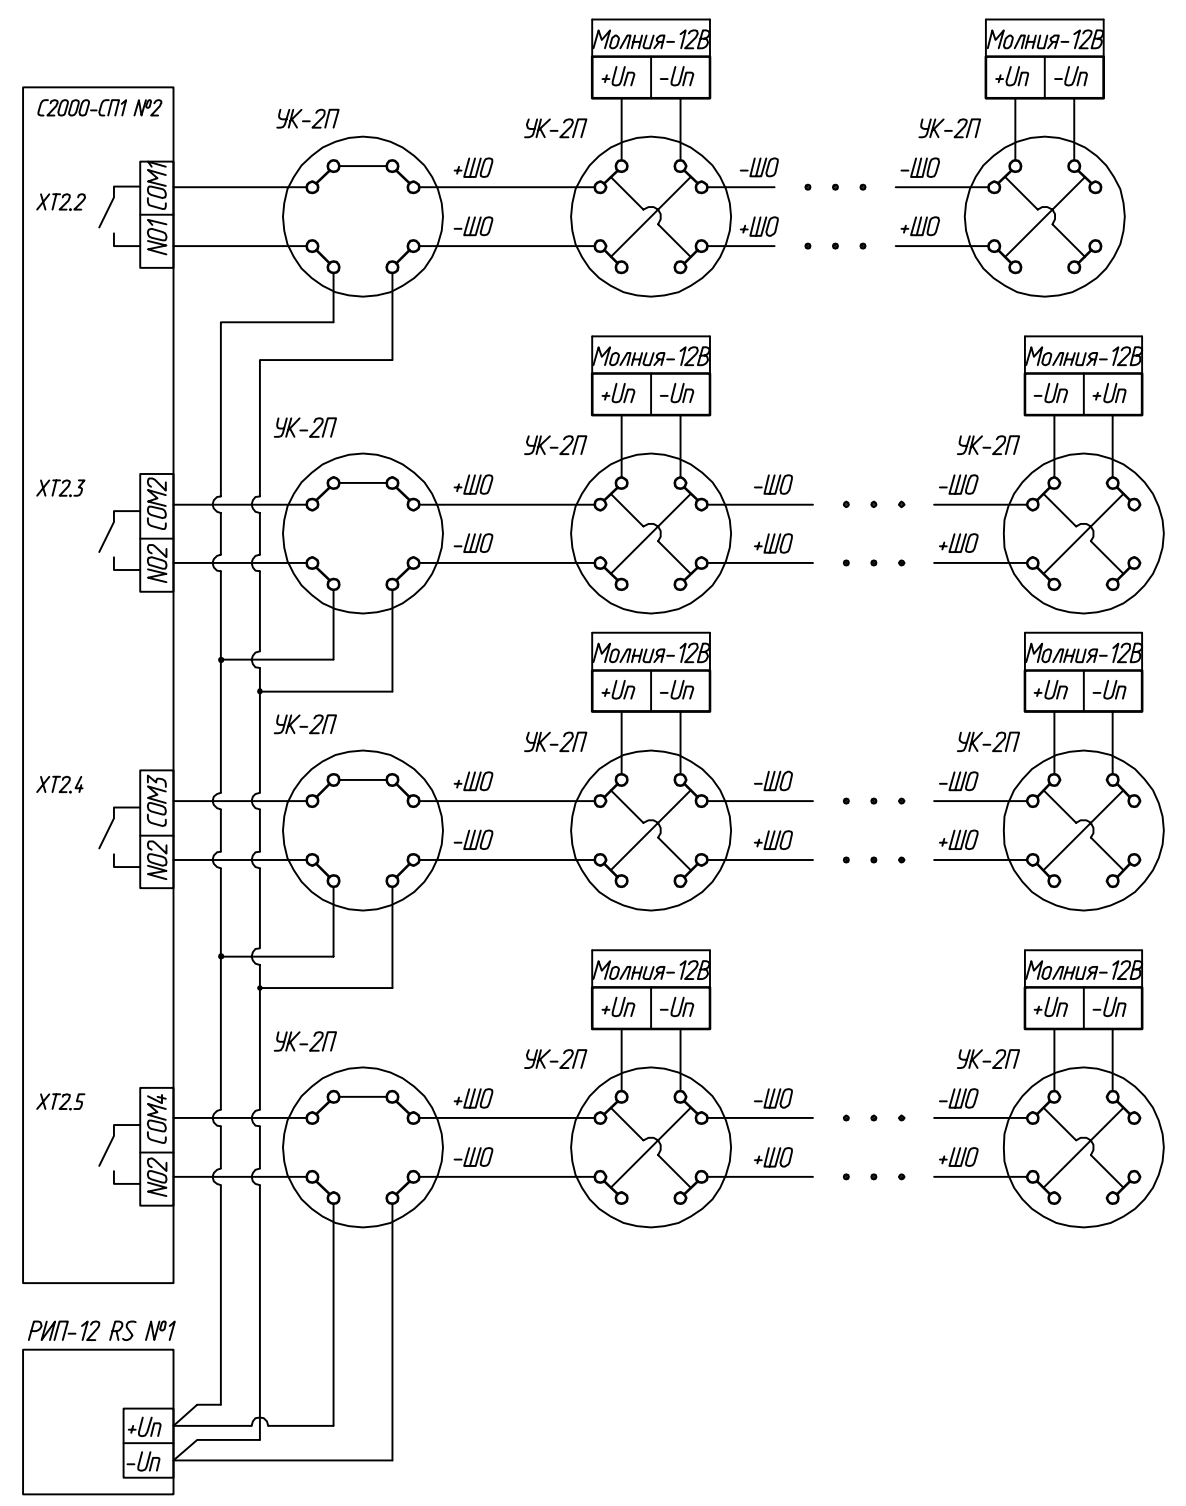 Молния-12В
Молния-12В
+Uп -Uп
+Uп -Uп
С2000-СП1 №2
УК-2П
УК-2П
УК-2П
ХТ2.2
COM1
NO1
+ШО
-ШО
-ШО
+ШО
-ШО
+ШО
Молния-12В
Молния-12В
+Uп -Uп
-Uп +Uп
УК-2П
УК-2П
УК-2П
ХТ2.3
COM2
NO2
+ШО
-ШО
-ШО
+ШО
-ШО
+ШО
Молния-12В
Молния-12В
+Uп -Uп
+Uп -Uп
УК-2П
УК-2П
УК-2П
ХТ2.4
COM3
NO2
+ШО
-ШО
-ШО
+ШО
-ШО
+ШО
Молния-12В
Молния-12В
+Uп -Uп
+Uп -Uп
УК-2П
УК-2П
УК-2П
ХТ2.5
COM4
NO2
+ШО
-ШО
-ШО
+ШО
-ШО
+ШО
РИП-12 RS №1
+Uп
-Uп